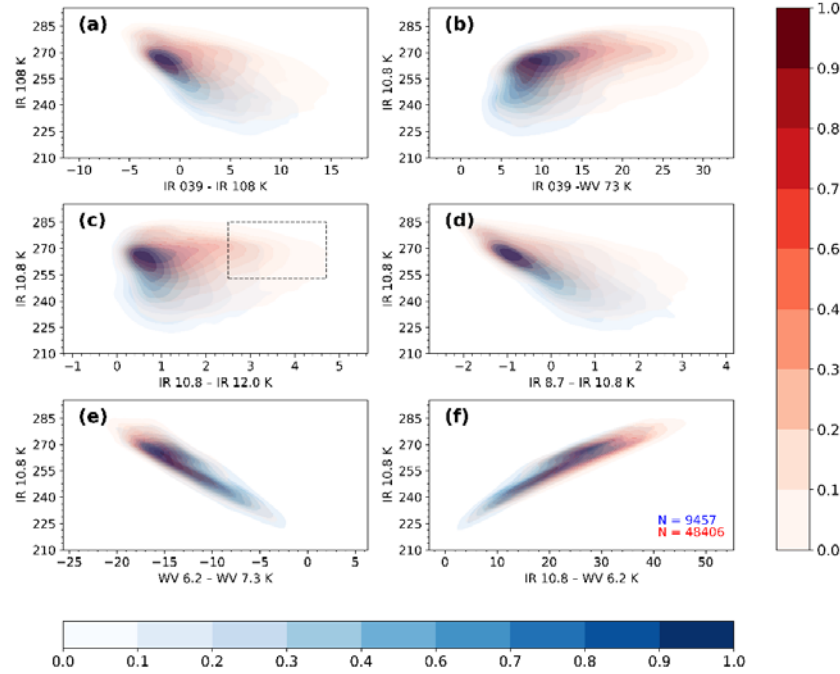 (a)
285
270
255
240
225
210
IR 108 K
-10 -5 0 5 10 15
IR 039 - IR 108 K
(b)
285
270
255
240
225
210
IR 10.8 K
0 5 10 15 20 25 30
IR 039 -WV 73 K
(c)
285
270
255
240
225
210
IR 10.8 K
-1 0 1 2 3 4 5
IR 10.8 – IR 12.0 K
(d)
285
270
255
240
225
210
IR 10.8 K
-2 -1 0 1 2 3 4
IR 8.7 – IR 10.8 K
(e)
285
270
255
240
225
210
IR 10.8 K
-25 -20 -15 -10 -5 0 5
WV 6.2 – WV 7.3 K
(f)
285
270
255
240
225
210
IR 10.8 K
N = 9457
N = 48406
0 10 20 30 40 50
IR 10.8 – WV 6.2 K
1.0
0.9
0.8
0.7
0.6
0.5
0.4
0.3
0.2
0.1
0.0
0.0 0.1 0.2 0.3 0.4 0.6 0.7 0.8 0.9 1.0